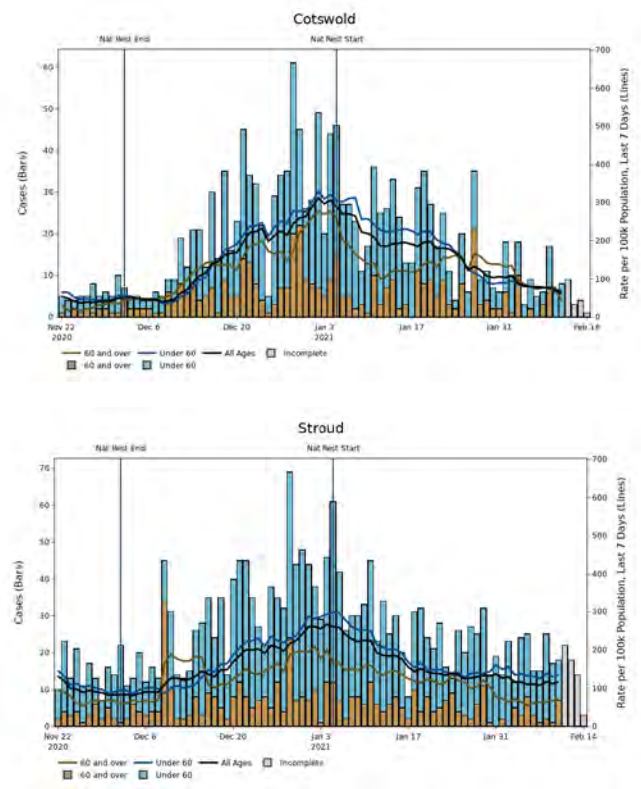 Cotswold
Nat Rest End
Nat Rest Start
Cases (Bars)
Rate per 100k Population, Last 7 Days (Lines)
60
50
40
30
20
10
0
700
600
500
400
300
200
100
0
Nov 22
2020
Dec 6
Dec 20
Jan 3
2021
Jan 17
Jan 31
Feb 14
60 and over
Under 60
All Ages
Incomplete
60 and over
Under 60
Stroud
Nat Rest End
Nat Rest Start
Cases (Bars)
Rate per 100k Population, Last 7 Days (Lines)
70
60
50
40
30
20
10
0
700
600
500
400
300
200
100
0
Nov 22
2020
Dec 6
Dec 20
Jan 3
2021
Jan 17
Jan 31
Feb 14
60 and over
Under 60
All Ages
Incomplete
60 and over
Under 60